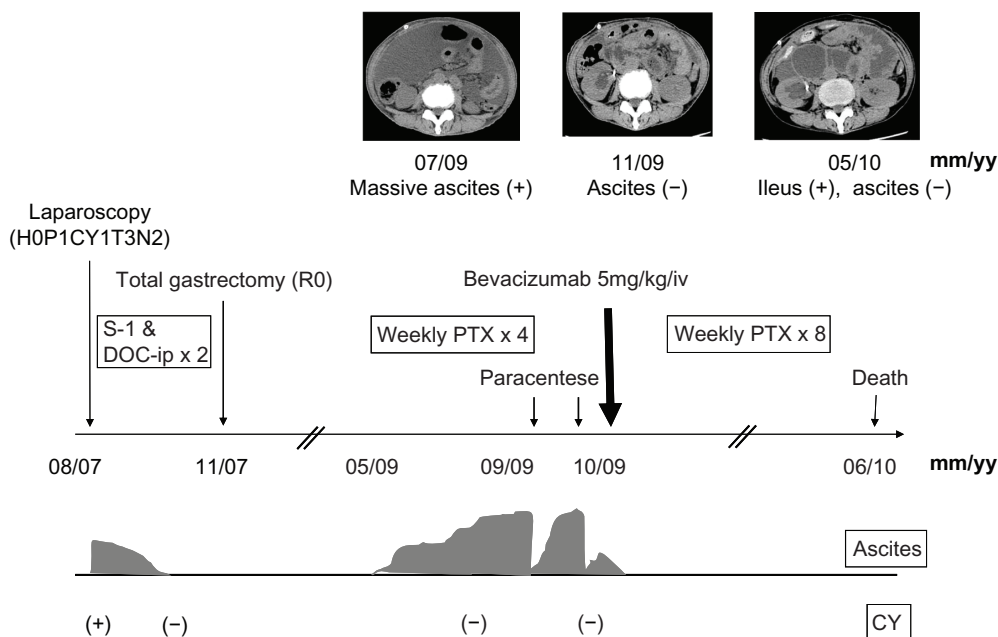 07/09
11/09
05/10
mm/yy
Massive ascites (+)
Ascites (−)
Ileus (+), ascites (−)
Laparoscopy
(H0P1CY1T3N2)
Total gastrectomy (R0)
Bevacizumab 5mg/kg/iv
S-1 &
DOC-ip x 2
Weekly PTX x 4
Weekly PTX x 8
Paracentese
Death
08/07
11/07
05/09
09/09
10/09
06/10
mm/yy
Ascites
(+)
(−)
(−)
(−)
CY